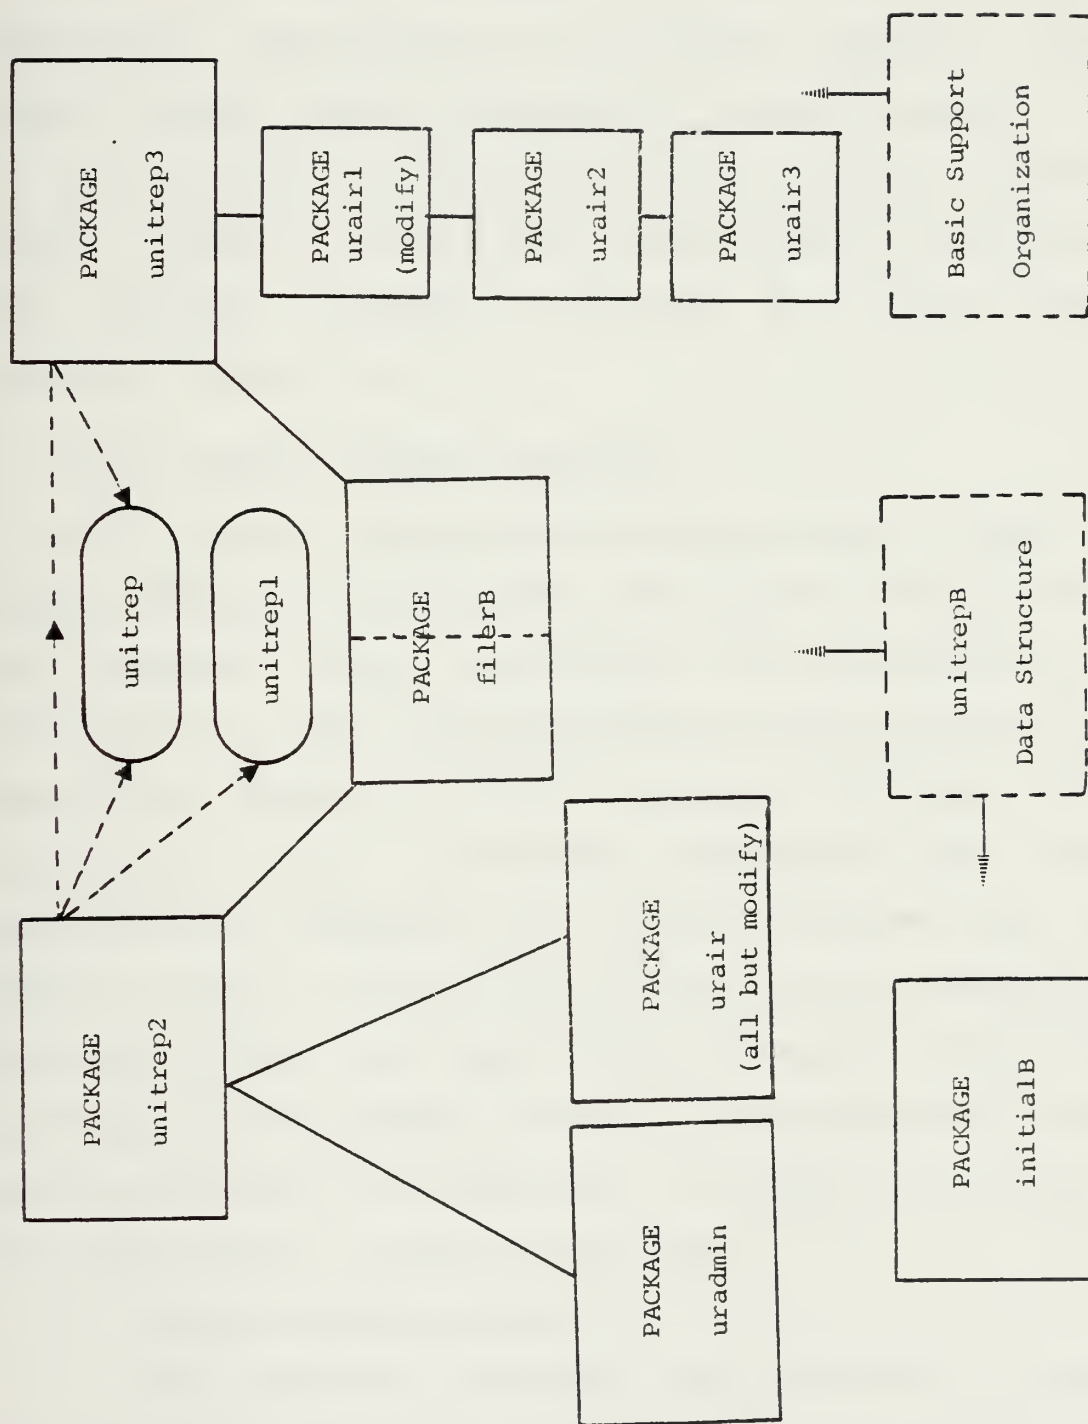 PACKAGE
unitrep2
unitrep
PACKAGE
unitrep3
unitrep1
PACKAGE
urair1
(modify)
PACKAGE
filerB
PACKAGE
urair2
PACKAGE
uradmin
PACKAGE
urair
(all but modify)
PACKAGE
urair3
PACKAGE
initialB
unitrepB
Data Structure
Basic Support
Organization